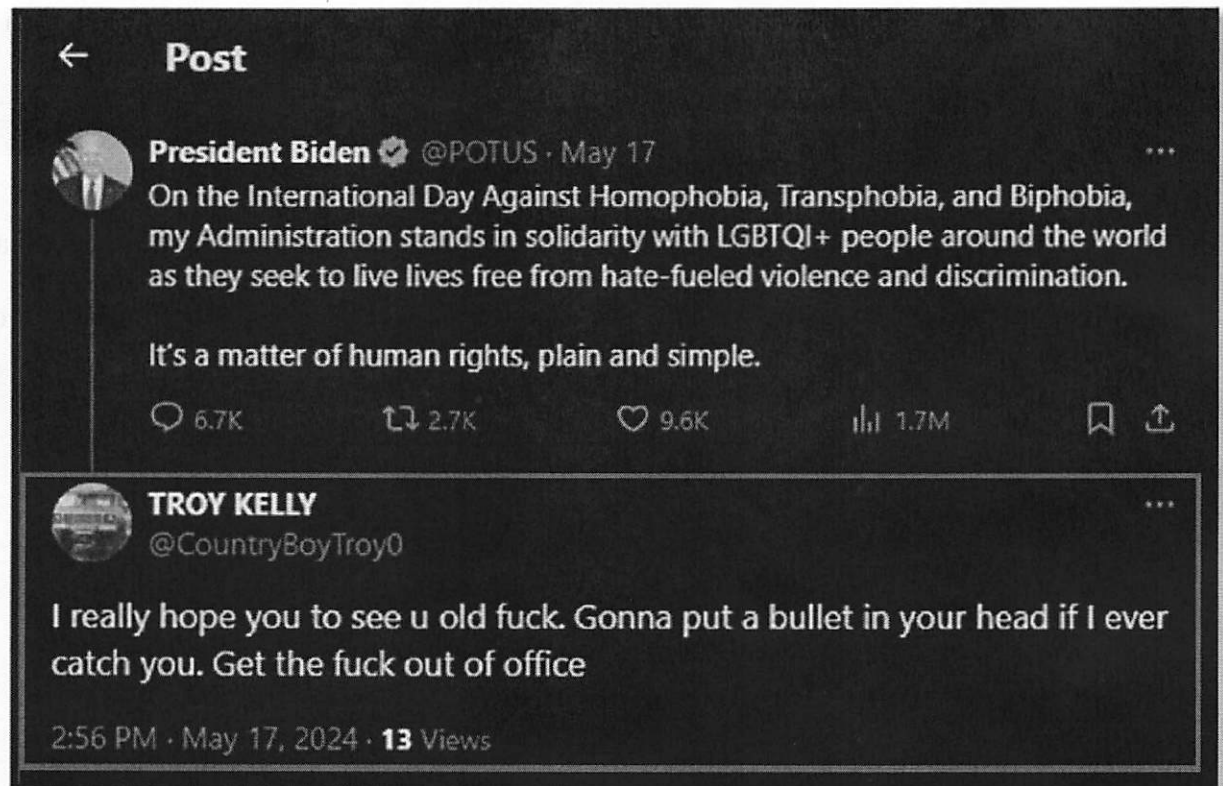 Post
President Biden @POTUS · May 17
On the International Day Against Homophobia, Transphobia, and Biphobia,
my Administration stands in solidarity with LGBTQI+ people around the world
as they seek to live lives free from hate-fueled violence and discrimination.
It's a matter of human rights, plain and simple.
6.7K 2.7K 9.6K 1.7M
TROY KELLY
@CountryBoyTroy0
I really hope you to see u old fuck. Gonna put a bullet in your head if I ever
catch you. Get the fuck out of office
2:56 PM · May 17, 2024 · 13 Views